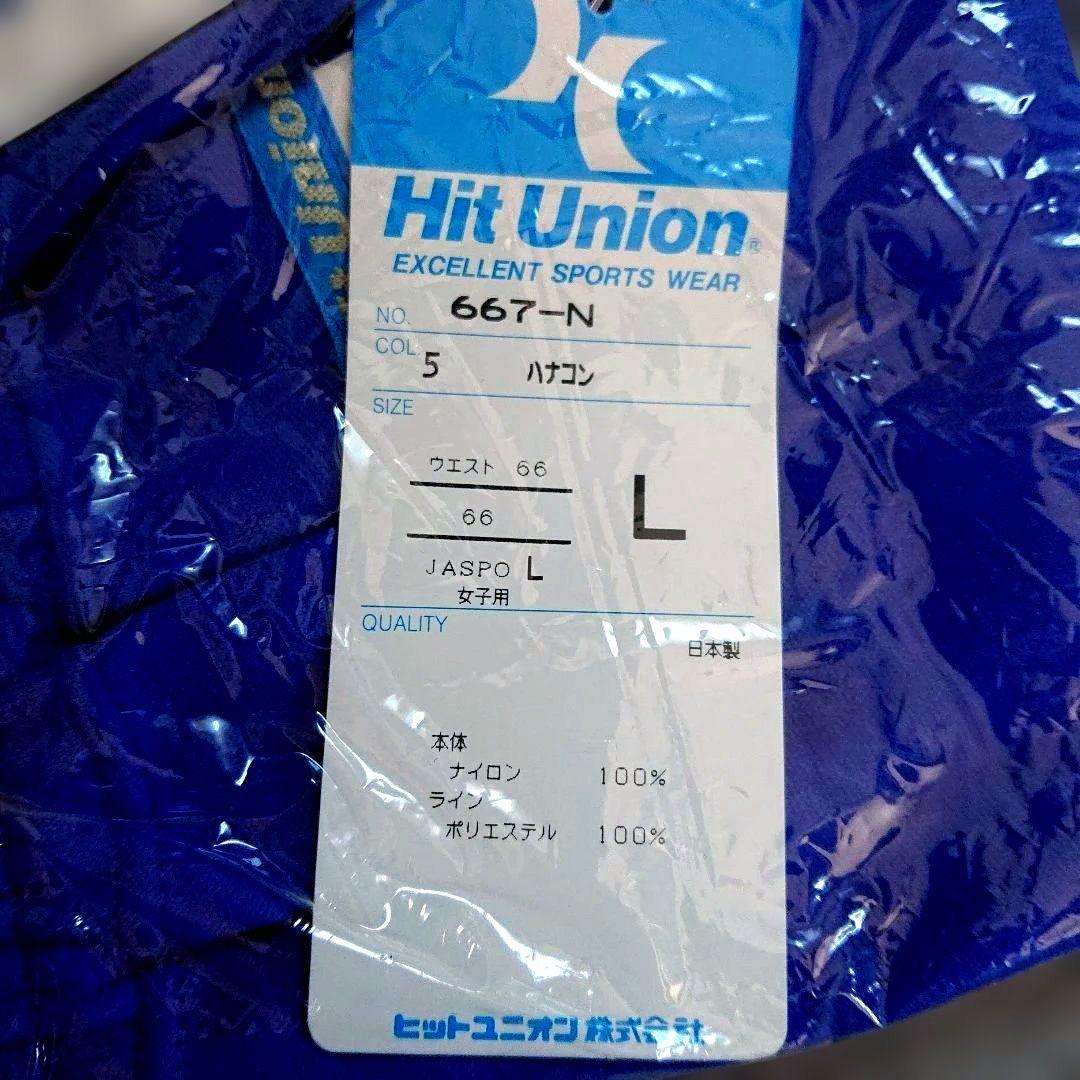 Hit Union®
EXCELLENT SPORTS WEAR
NO. 667-N
COL. 5 ハナコン
SIZE
ウエスト 66
66
L
JASPO L
女子用
QUALITY
日本製
本体
ナイロン 100%
ライン
ポリエステル 100%
ヒットユニオン株式会社
Union